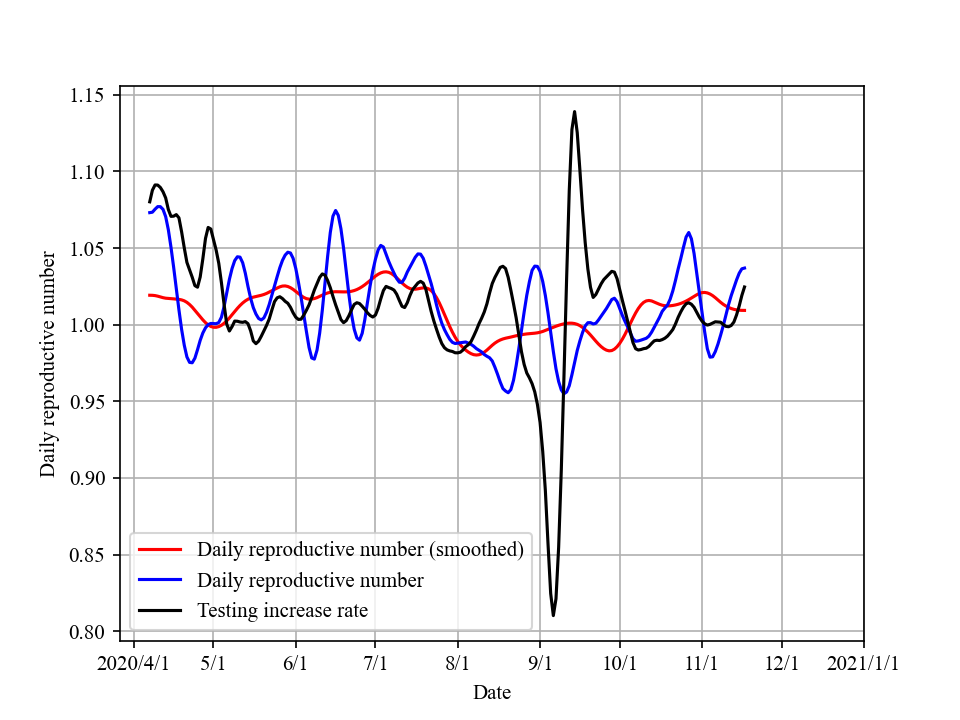 1.15
1.10
1.05
1.00
0.95
0.90
0.85
0.80
Daily reproductive number
Daily reproductive number (smoothed)
Daily reproductive number
Testing increase rate
2020/4/1 5/1 6/1 7/1 8/1 9/1 10/1 11/1 12/1 2021/1/1
Date